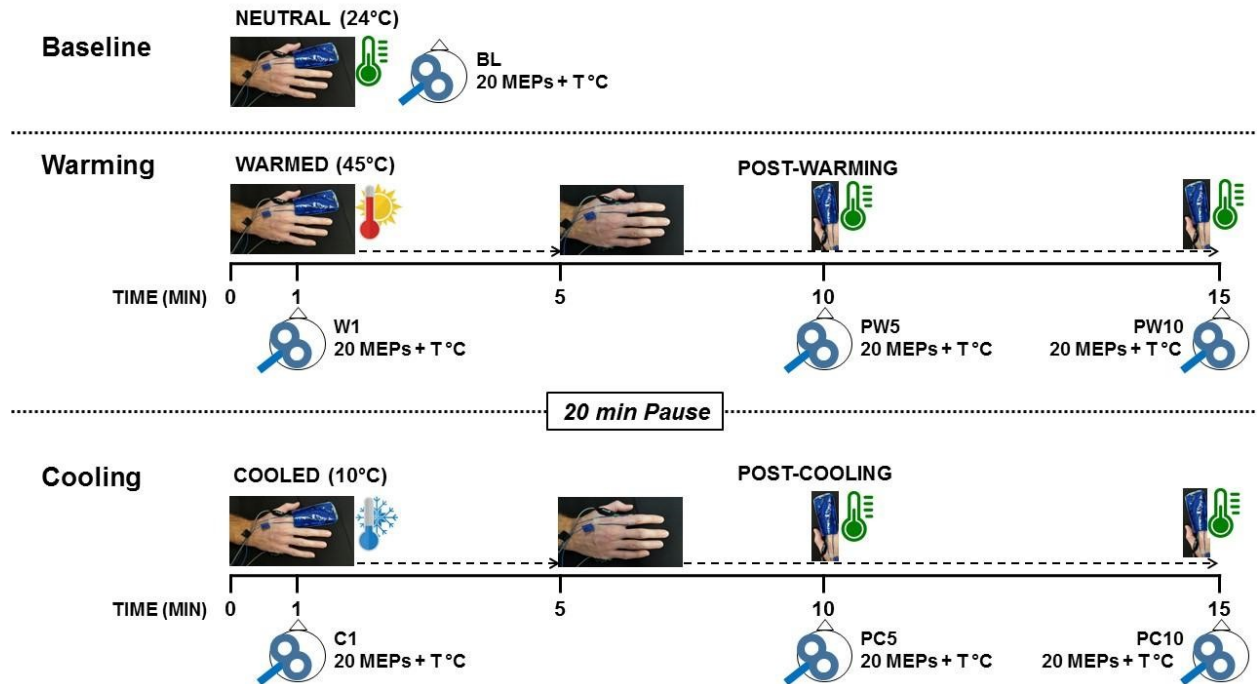 NEUTRAL (24°C)
Baseline
BL
20 MEPs + T °C
Warming
WARMED (45°C)
POST-WARMING
TIME (MIN) 0 1 5 10 15
W1
20 MEPs + T °C
PW5
20 MEPs + T °C
PW10
20 MEPs + T °C
20 min Pause
Cooling
COOLED (10°C)
POST-COOLING
TIME (MIN) 0 1 5 10 15
C1
20 MEPs + T °C
PC5
20 MEPs + T °C
PC10
20 MEPs + T °C